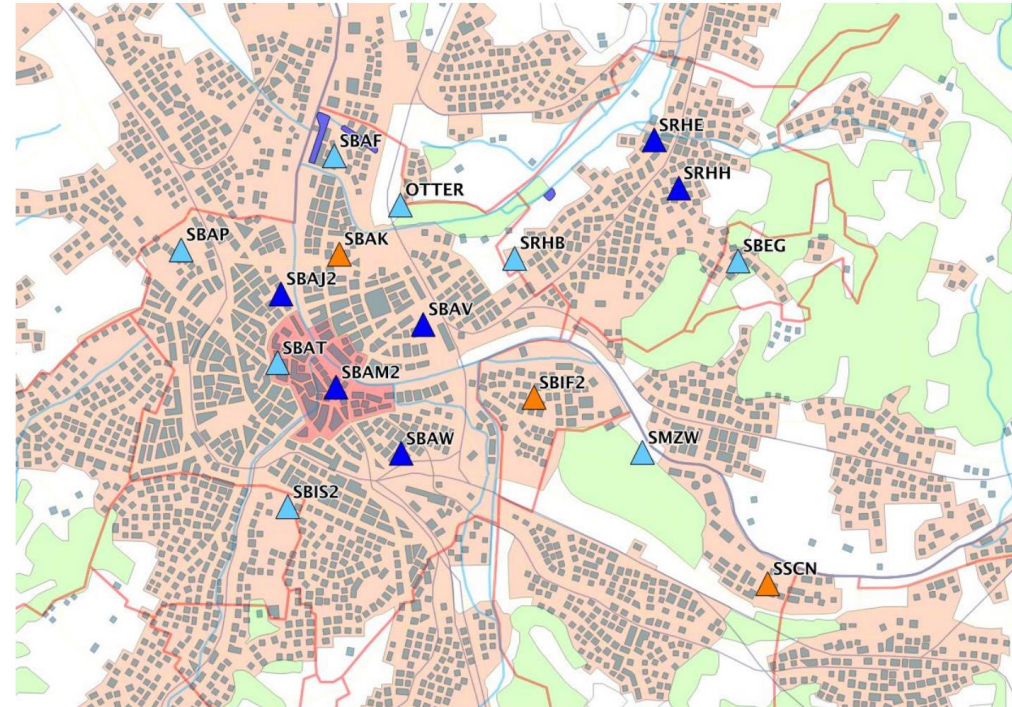 SRHE
SBAF
SRHH
OTTER
SBAP
SBAK
SRHB
SBEG
SBAJ2
SBAV
SBAT
SBAM2
SBIF2
SBAW
SMZW
SBIS2
SSCN